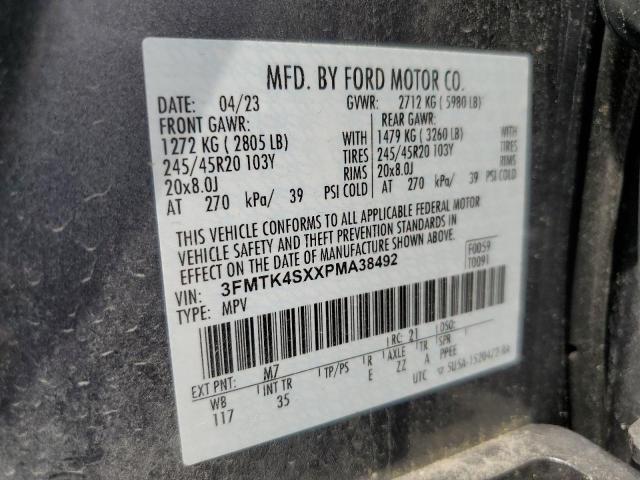 MFD. BY FORD MOTOR CO.
DATE: 04/23 GVWR: 2712 KG ( 5980 LB)
FRONT GAWR: REAR GAWR:
1272 KG ( 2805 LB) WITH 1479 KG ( 3260 LB) WITH
245/45R20 103Y TIRES 245/45R20 103Y TIRES
20x8.0J RIMS 20x8.0J RIMS
AT 270 kPa/ 39 PSI COLD AT 270 kPa/ 39 PSI COLD
THIS VEHICLE CONFORMS TO ALL APPLICABLE FEDERAL MOTOR
VEHICLE SAFETY AND THEFT PREVENTION STANDARDS IN
EFFECT ON THE DATE OF MANUFACTURE SHOWN ABOVE.
VIN: 3FMTK4SXXPMA38492 F0059
TYPE: MPV T0091
EXT PNT: M7 RC: 21 DSO:
WB INT TR TP/PS R AXLE TR SPR
117 35 E ZZ A PPEE
UTC